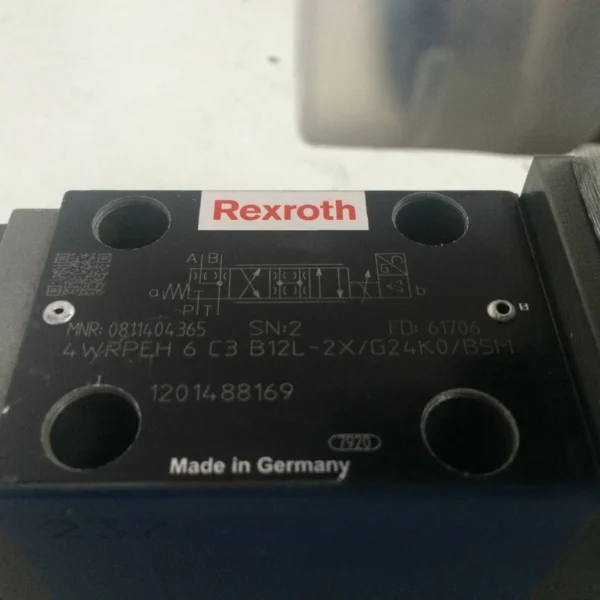 Rexroth
A B
a b
P T
MNR: 0811404365 SN:2 FD: 61706
4WRPEH 6 C3 B12L-2X/G24K0/B5M
1201488169
7920
Made in Germany